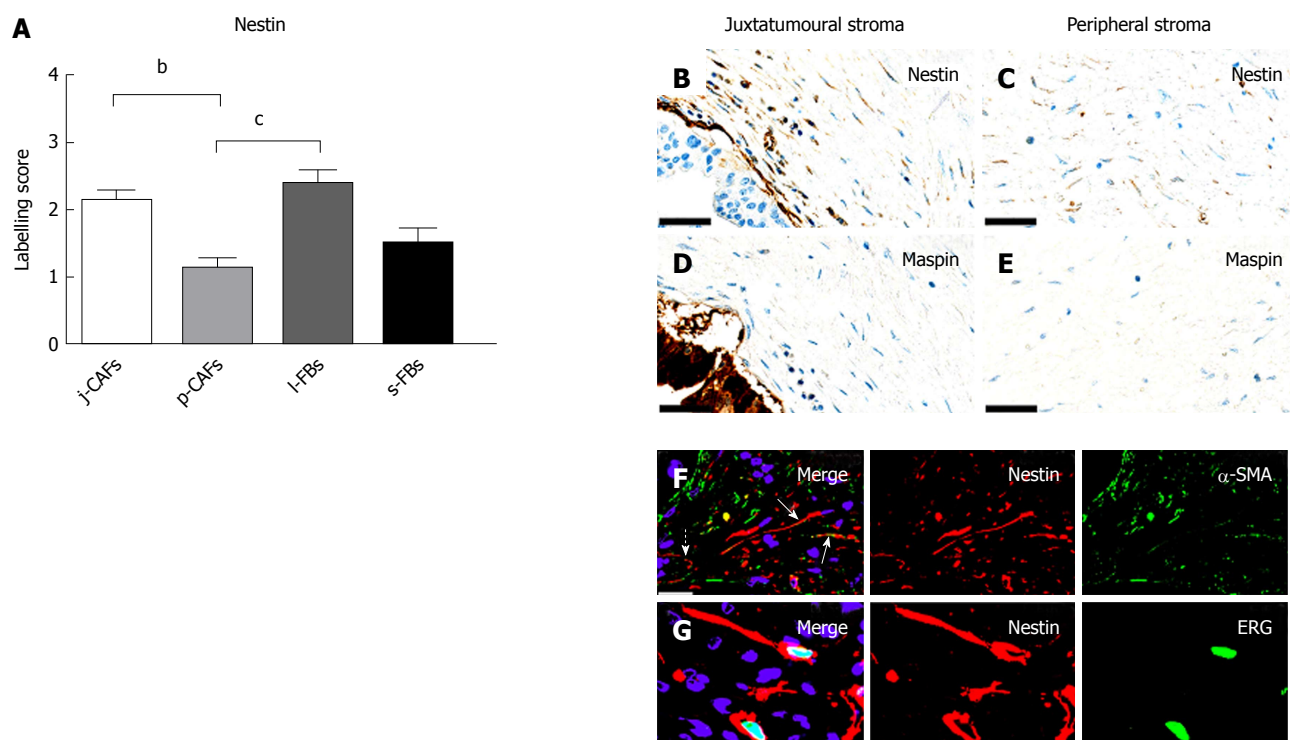 A
Nestin
b
c
Labelling score
4
3
2
1
0
j-CAFs
p-CAFs
l-FBs
s-FBs
Juxtatumoural stroma
Peripheral stroma
B
Nestin
C
Nestin
D
Maspin
E
Maspin
F
Merge
Nestin
α-SMA
G
Merge
Nestin
ERG